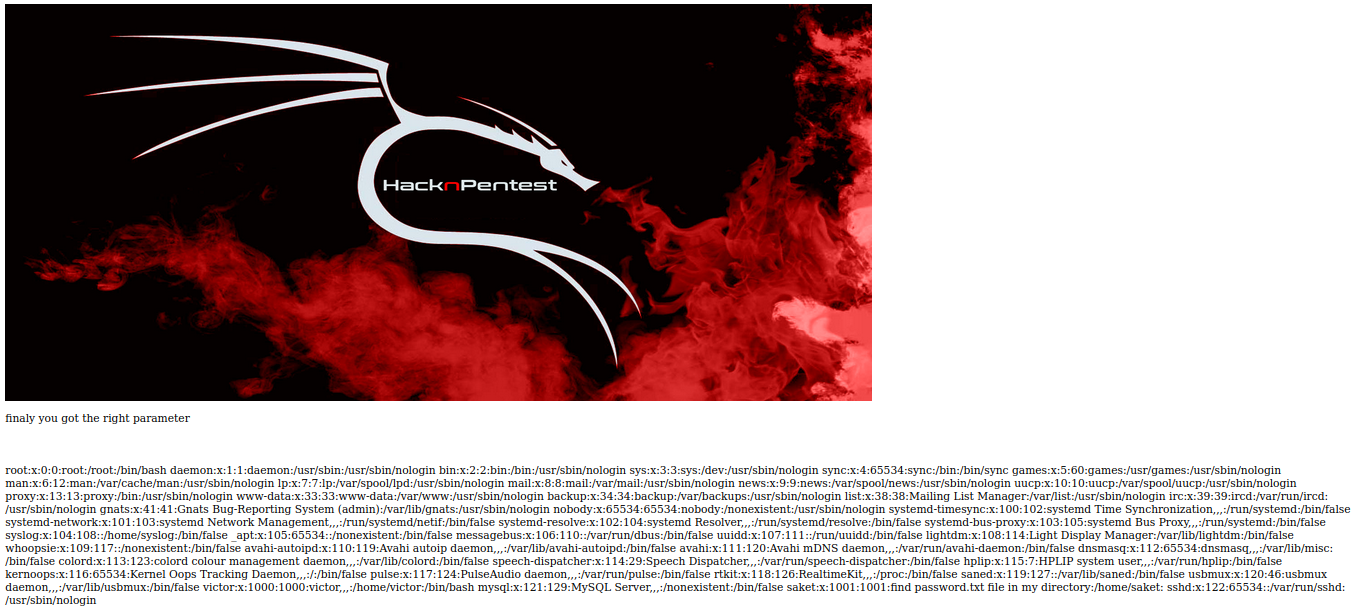 HacknPentest
finaly you got the right parameter
root:x:0:0:root:/root:/bin/bash daemon:x:1:1:daemon:/usr/sbin:/usr/sbin/nologin bin:x:2:2:bin:/bin:/usr/sbin/nologin sys:x:3:3:sys:/dev:/usr/sbin/nologin sync:x:4:65534:sync:/bin:/bin/sync games:x:5:60:games:/usr/games:/usr/sbin/nologin
man:x:6:12:man:/var/cache/man:/usr/sbin/nologin lp:x:7:7:lp:/var/spool/lpd:/usr/sbin/nologin mail:x:8:8:mail:/var/mail:/usr/sbin/nologin news:x:9:9:news:/var/spool/news:/usr/sbin/nologin uucp:x:10:10:uucp:/var/spool/uucp:/usr/sbin/nologin
proxy:x:13:13:proxy:/bin:/usr/sbin/nologin www-data:x:33:33:www-data:/var/www:/usr/sbin/nologin backup:x:34:34:backup:/var/backups:/usr/sbin/nologin list:x:38:38:Mailing List Manager:/var/list:/usr/sbin/nologin irc:x:39:39:ircd:/var/run/ircd:
/usr/sbin/nologin gnats:x:41:41:Gnats Bug-Reporting System (admin):/var/lib/gnats:/usr/sbin/nologin nobody:x:65534:65534:nobody:/nonexistent:/usr/sbin/nologin systemd-timesync:x:100:102:systemd Time Synchronization,,,:/run/systemd:/bin/false
systemd-network:x:101:103:systemd Network Management,,,:/run/systemd/netif:/bin/false systemd-resolve:x:102:104:systemd Resolver,,,:/run/systemd/resolve:/bin/false systemd-bus-proxy:x:103:105:systemd Bus Proxy,,,:/run/systemd:/bin/false
syslog:x:104:108::/home/syslog:/bin/false _apt:x:105:65534::/nonexistent:/bin/false messagebus:x:106:110::/var/run/dbus:/bin/false uuidd:x:107:111::/run/uuidd:/bin/false lightdm:x:108:114:Light Display Manager:/var/lib/lightdm:/bin/false
whoopsie:x:109:117::/nonexistent:/bin/false avahi-autoipd:x:110:119:Avahi autoip daemon,,,:/var/lib/avahi-autoipd:/bin/false avahi:x:111:120:Avahi mDNS daemon,,,:/var/run/avahi-daemon:/bin/false dnsmasq:x:112:65534:dnsmasq,,,:/var/lib/misc:
/bin/false colord:x:113:123:colord colour management daemon,,,:/var/lib/colord:/bin/false speech-dispatcher:x:114:29:Speech Dispatcher,,,:/var/run/speech-dispatcher:/bin/false hplip:x:115:7:HPLIP system user,,,:/var/run/hplip:/bin/false
kernoops:x:116:65534:Kernel Oops Tracking Daemon,,,:/:/bin/false pulse:x:117:124:PulseAudio daemon,,,:/var/run/pulse:/bin/false rtkit:x:118:126:RealtimeKit,,,:/proc:/bin/false saned:x:119:127::/var/lib/saned:/bin/false usbmux:x:120:46:usbmux
daemon,,,:/var/lib/usbmux:/bin/false victor:x:1000:1000:victor,,,:/home/victor:/bin/bash mysql:x:121:129:MySQL Server,,,:/nonexistent:/bin/false saket:x:1001:1001:find password.txt file in my directory:/home/saket: sshd:x:122:65534::/var/run/sshd:
/usr/sbin/nologin